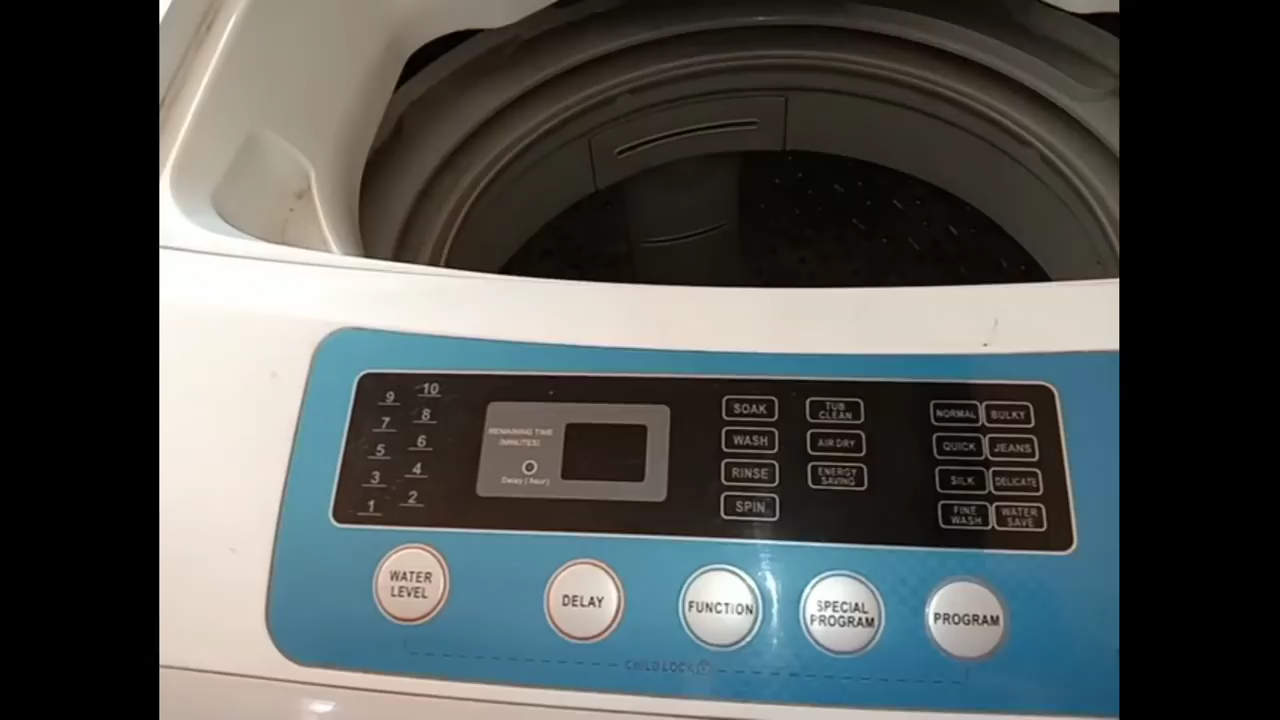 9 10
7 8
5 6
3 4
1 2
REMAINING TIME
(MINUTES)
Delay (hour)
SOAK
WASH
RINSE
SPIN
TUB
CLEAN
AIR DRY
ENERGY
SAVING
NORMAL BULKY
QUICK JEANS
SILK DELICATE
FINE
WASH
WATER
SAVE
WATER
LEVEL
DELAY
FUNCTION
SPECIAL
PROGRAM
PROGRAM
CHILD LOCK